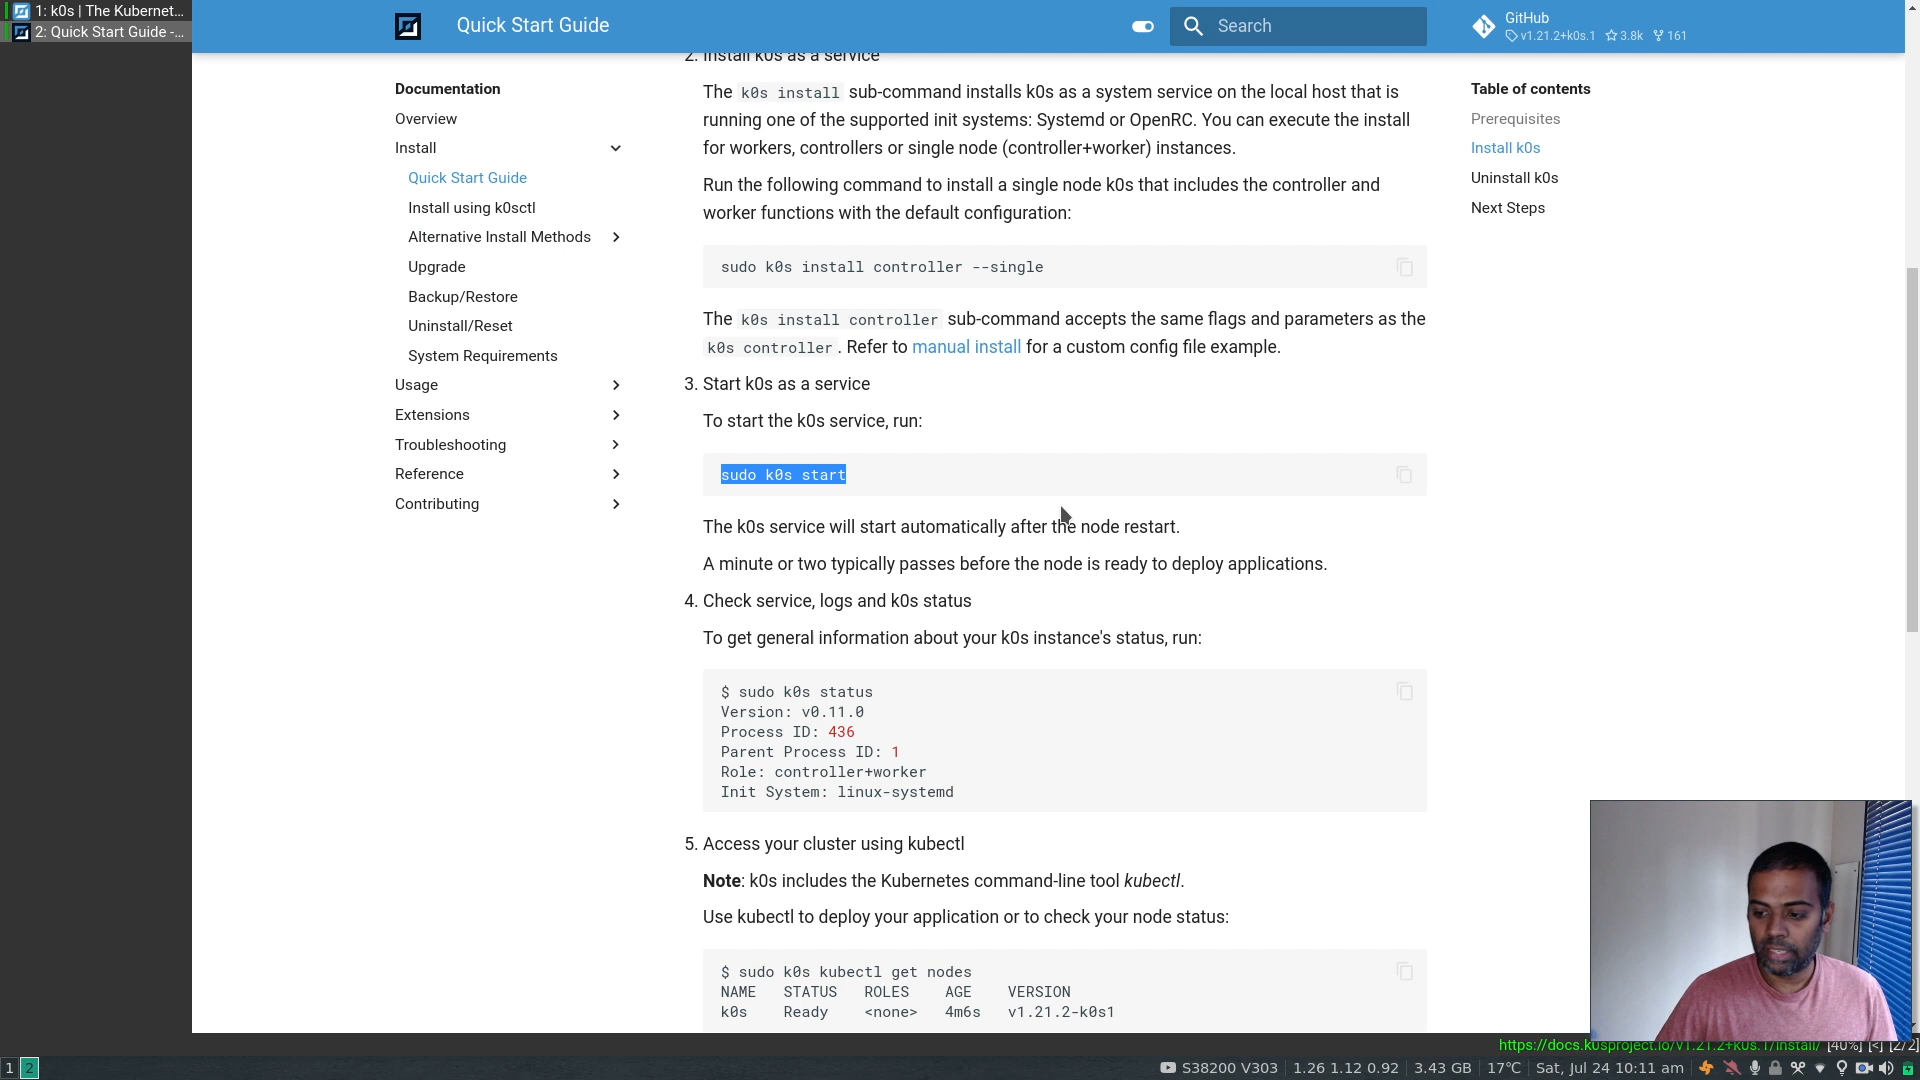 1: k0s | The Kubernet...
2: Quick Start Guide -...
Quick Start Guide
Search
GitHub
v1.21.2+k0s.1 3.8k 161
Documentation
Overview
Install
Quick Start Guide
Install using k0sctl
Alternative Install Methods
Upgrade
Backup/Restore
Uninstall/Reset
System Requirements
Usage
Extensions
Troubleshooting
Reference
Contributing
2. Install k0s as a service
The k0s install sub-command installs k0s as a system service on the local host that is
running one of the supported init systems: Systemd or OpenRC. You can execute the install
for workers, controllers or single node (controller+worker) instances.
Run the following command to install a single node k0s that includes the controller and
worker functions with the default configuration:
sudo k0s install controller --single
The k0s install controller sub-command accepts the same flags and parameters as the
k0s controller. Refer to manual install for a custom config file example.
3. Start k0s as a service
To start the k0s service, run:
sudo k0s start
The k0s service will start automatically after the node restart.
A minute or two typically passes before the node is ready to deploy applications.
4. Check service, logs and k0s status
To get general information about your k0s instance's status, run:
$ sudo k0s status
Version: v0.11.0
Process ID: 436
Parent Process ID: 1
Role: controller+worker
Init System: linux-systemd
5. Access your cluster using kubectl
Note: k0s includes the Kubernetes command-line tool kubectl.
Use kubectl to deploy your application or to check your node status:
$ sudo k0s kubectl get nodes
NAME STATUS ROLES AGE VERSION
k0s Ready <none> 4m6s v1.21.2-k0s1
Table of contents
Prerequisites
Install k0s
Uninstall k0s
Next Steps
https://docs.k0sproject.io/v1.21.2+k0s.1/install/ [40%] [<] [2/2]
1 2
S38200 V303 1.26 1.12 0.92 3.43 GB 17℃ Sat, Jul 24 10:11 am